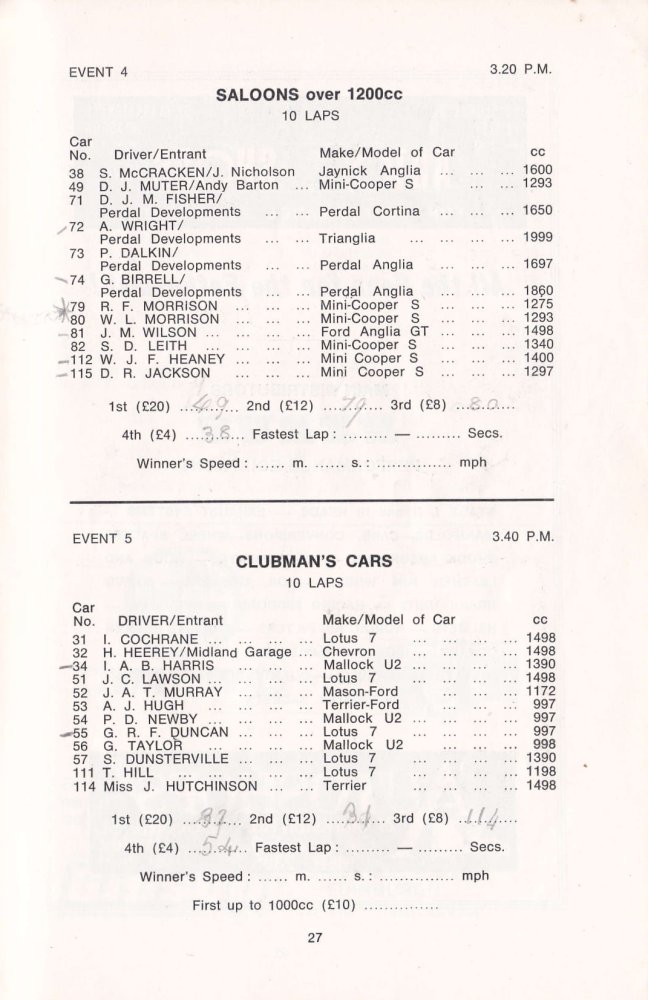 EVENT 4 3.20 P.M.
SALOONS over 1200cc
10 LAPS
Car
No. Driver/Entrant Make/Model of Car cc
38 S. McCRACKEN/J. Nicholson Jaynick Anglia ... ... ... 1600
49 D. J. MUTER/Andy Barton ... Mini-Cooper S ... ... 1293
71 D. J. M. FISHER/
Perdal Developments ... ... Perdal Cortina ... ... ... 1650
72 A. WRIGHT/
Perdal Developments ... ... Trianglia ... ... ... ... 1999
73 P. DALKIN/
Perdal Developments ... ... Perdal Anglia ... ... ... 1697
74 G. BIRRELL/
Perdal Developments ... ... Perdal Anglia ... ... ... 1860
79 R. F. MORRISON ... ... ... Mini-Cooper S ... ... ... 1275
80 W. L. MORRISON ... ... ... Mini-Cooper S ... ... ... 1293
81 J. M. WILSON ... ... ... ... Ford Anglia GT ... ... ... 1498
82 S. D. LEITH ... ... ... ... Mini-Cooper S ... ... ... 1340
112 W. J. F. HEANEY ... ... ... Mini Cooper S ... ... ... 1400
115 D. R. JACKSON ... ... ... Mini Cooper S ... ... ... 1297
1st (£20) ...49... 2nd (£12) ...79... 3rd (£8) ...80...
4th (£4) ...38... Fastest Lap : ......... — ......... Secs.
Winner's Speed : ...... m. ...... s. : ............... mph
EVENT 5 3.40 P.M.
CLUBMAN'S CARS
10 LAPS
Car
No. DRIVER/Entrant Make/Model of Car cc
31 I. COCHRANE ... ... ... ... Lotus 7 ... ... ... ... 1498
32 H. HEEREY/Midland Garage ... Chevron ... ... ... ... 1498
34 I. A. B. HARRIS ... ... ... Mallock U2 ... ... ... ... 1390
51 J. C. LAWSON ... ... ... ... Lotus 7 ... ... ... ... 1498
52 J. A. T. MURRAY ... ... ... Mason-Ford ... ... ... ... 1172
53 A. J. HUGH ... ... ... Terrier-Ford ... ... ... ... 997
54 P. D. NEWBY ... ... ... ... Mallock U2 ... ... ... ... 997
55 G. R. F. DUNCAN ... ... ... Lotus 7 ... ... ... ... 997
56 G. TAYLOR ... ... ... ... Mallock U2 ... ... ... 998
57 S. DUNSTERVILLE ... ... ... Lotus 7 ... ... ... ... 1390
111 T. HILL ... ... ... ... ... Lotus 7 ... ... ... ... 1198
114 Miss J. HUTCHINSON ... ... Terrier ... ... ... ... 1498
1st (£20) ......... 2nd (£12) ...31... 3rd (£8) ...114...
4th (£4) ...54... Fastest Lap : ......... — ......... Secs.
Winner's Speed : ...... m. ...... s. : ............... mph
First up to 1000cc (£10) ...............
27